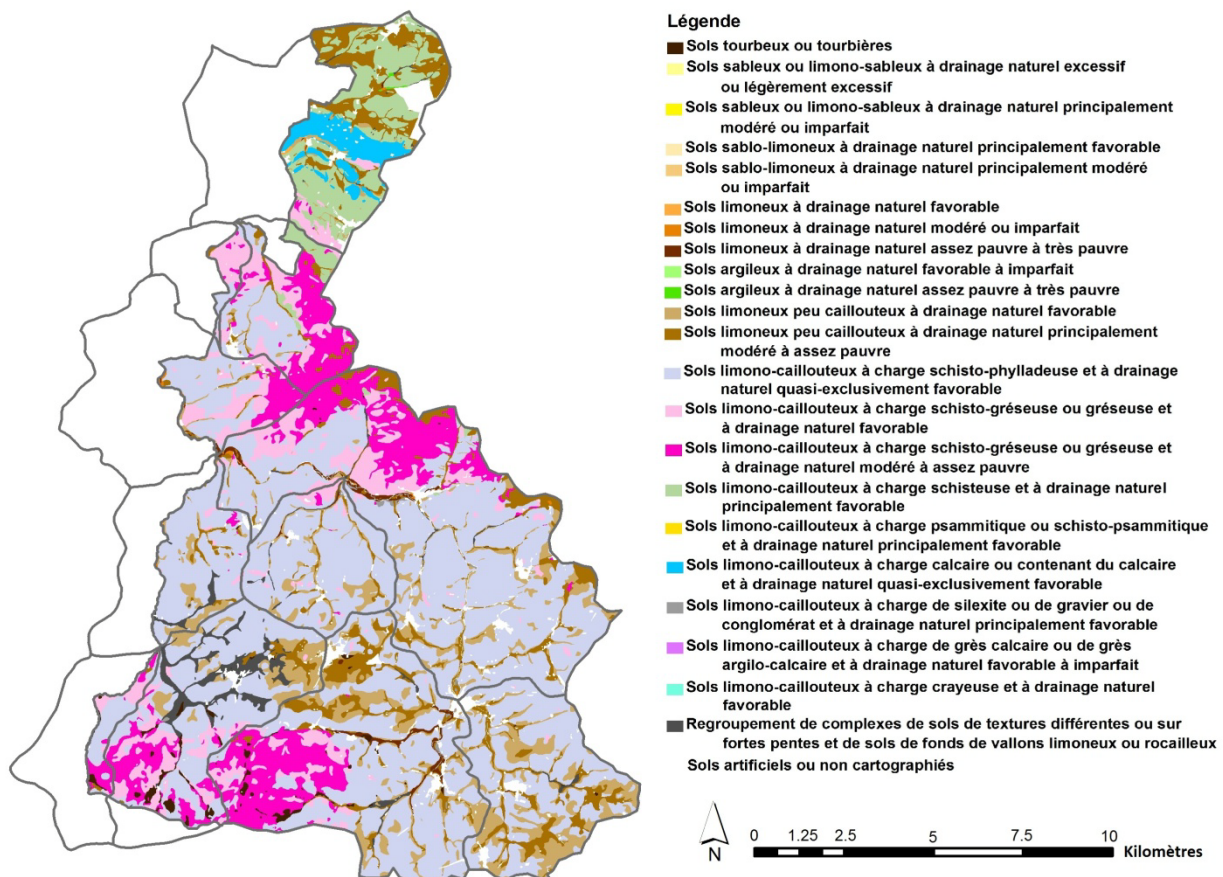 Légende
Sols tourbeux ou tourbières
Sols sableux ou limono-sableux à drainage naturel excessif
ou légèrement excessif
Sols sableux ou limono-sableux à drainage naturel principalement
modéré ou imparfait
Sols sablo-limoneux à drainage naturel principalement favorable
Sols sablo-limoneux à drainage naturel principalement modéré
ou imparfait
Sols limoneux à drainage naturel favorable
Sols limoneux à drainage naturel modéré ou imparfait
Sols limoneux à drainage naturel assez pauvre à très pauvre
Sols argileux à drainage naturel favorable à imparfait
Sols argileux à drainage naturel assez pauvre à très pauvre
Sols limoneux peu caillouteux à drainage naturel favorable
Sols limoneux peu caillouteux à drainage naturel principalement
modéré à assez pauvre
Sols limono-caillouteux à charge schisto-phylladeuse et à drainage
naturel quasi-exclusivement favorable
Sols limono-caillouteux à charge schisto-gréseuse ou gréseuse et
à drainage naturel favorable
Sols limono-caillouteux à charge schisto-gréseuse ou gréseuse et
à drainage naturel modéré à assez pauvre
Sols limono-caillouteux à charge schisteuse et à drainage naturel
principalement favorable
Sols limono-caillouteux à charge psammitique ou schisto-psammitique
et à drainage naturel principalement favorable
Sols limono-caillouteux à charge calcaire ou contenant du calcaire
et à drainage naturel quasi-exclusivement favorable
Sols limono-caillouteux à charge de silexite ou de gravier ou de
conglomérat et à drainage naturel principalement favorable
Sols limono-caillouteux à charge de grès calcaire ou de grès
argilo-calcaire et à drainage naturel favorable à imparfait
Sols limono-caillouteux à charge crayeuse et à drainage naturel
favorable
Regroupement de complexes de sols de textures différentes ou sur
fortes pentes et de sols de fonds de vallons limoneux ou rocailleux
Sols artificiels ou non cartographiés
N
0 1.25 2.5 5 7.5 10
Kilomètres